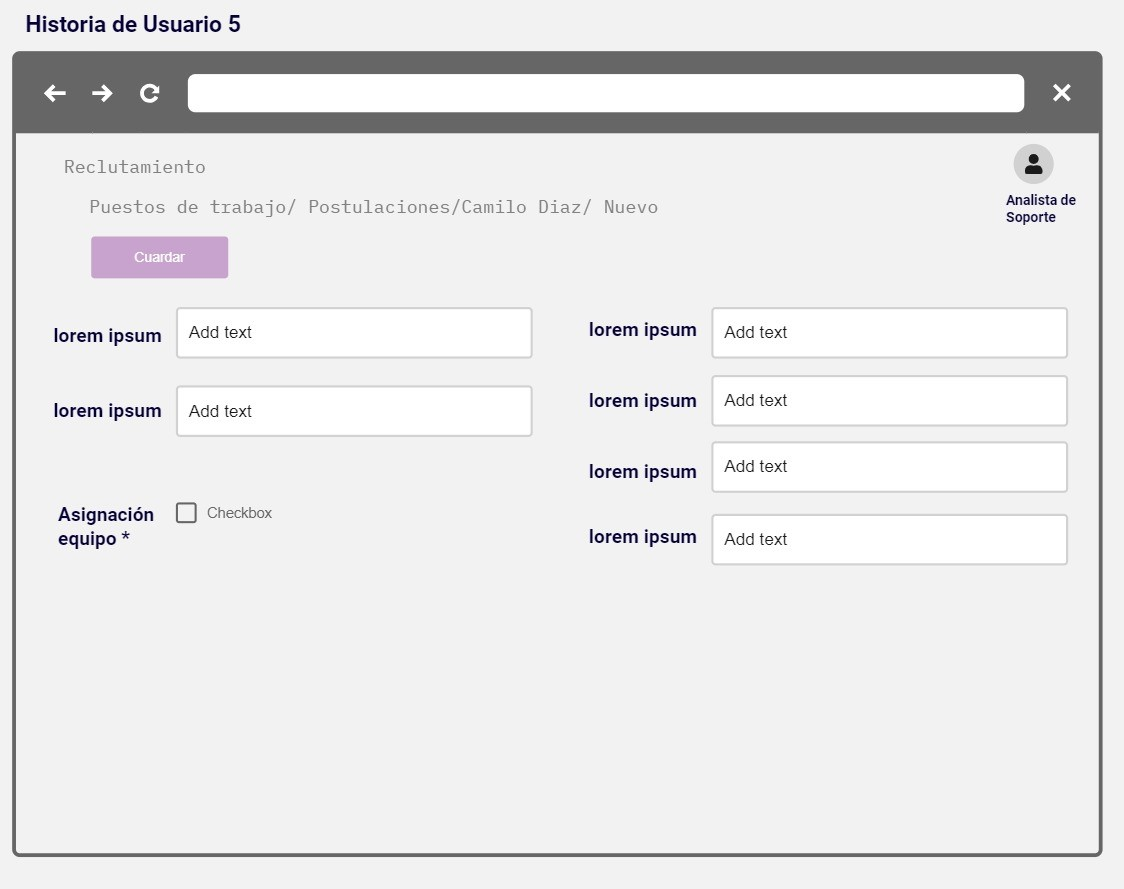 Historia de Usuario 5
Reclutamiento
Puestos de trabajo/ Postulaciones/Camilo Diaz/ Nuevo
Analista de
Soporte
Cuardar
lorem ipsum
Add text
lorem ipsum
Add text
lorem ipsum
Add text
lorem ipsum
Add text
lorem ipsum
Add text
Asignación
equipo *
Checkbox
lorem ipsum
Add text